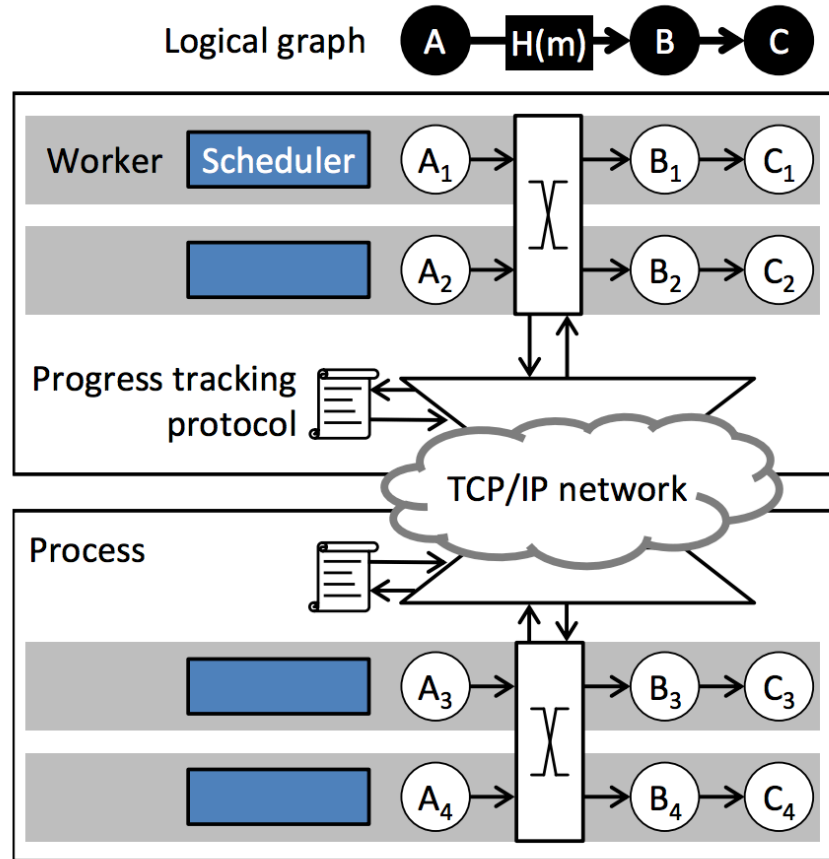 Logical graph A H(m) B C
Worker Scheduler A1 B1 C1
A2 B2 C2
Progress tracking
protocol
TCP/IP network
Process
A3 B3 C3
A4 B4 C4